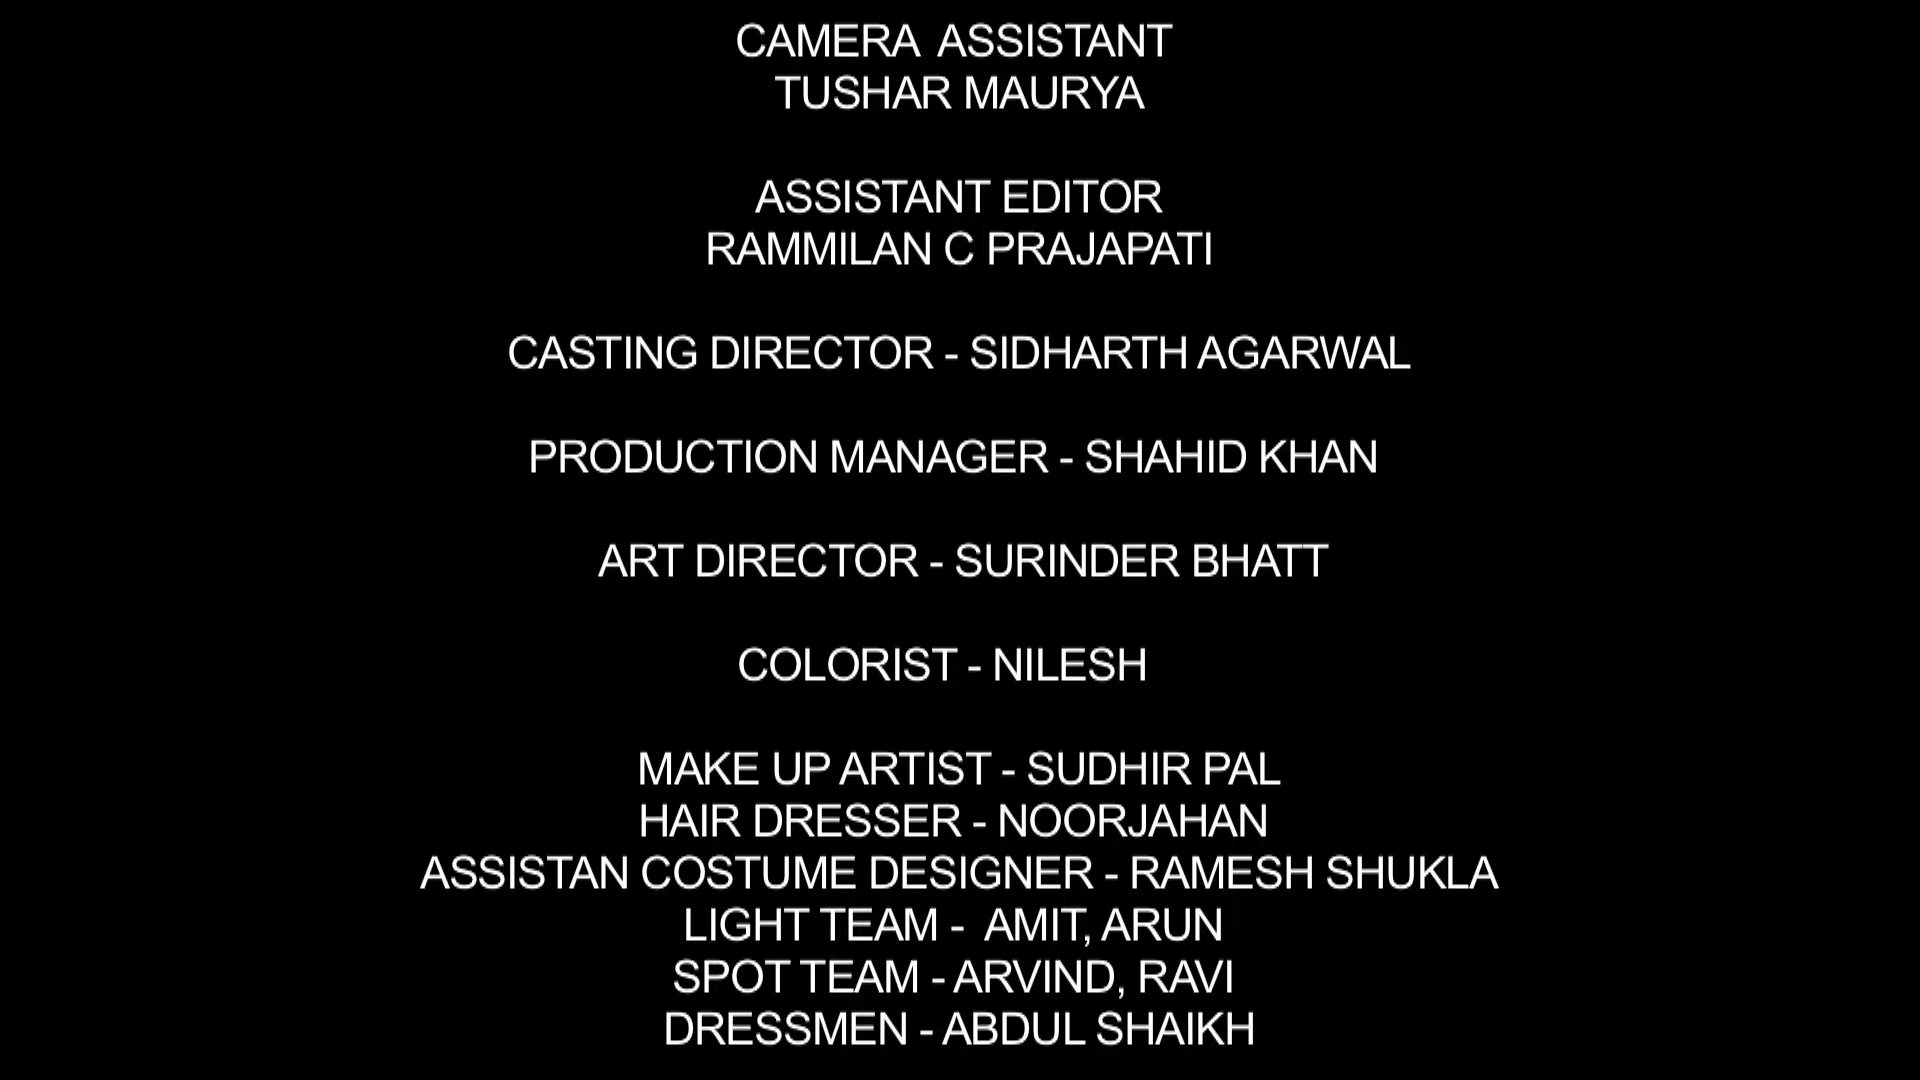 CAMERA  ASSISTANT
TUSHAR MAURYA
ASSISTANT EDITOR
RAMMILAN C PRAJAPATI
CASTING DIRECTOR - SIDHARTH AGARWAL
PRODUCTION MANAGER - SHAHID KHAN
ART DIRECTOR - SURINDER BHATT
COLORIST - NILESH
MAKE UP ARTIST - SUDHIR PAL
HAIR DRESSER - NOORJAHAN
ASSISTAN COSTUME DESIGNER - RAMESH SHUKLA
LIGHT TEAM -  AMIT, ARUN
SPOT TEAM - ARVIND, RAVI
DRESSMEN - ABDUL SHAIKH